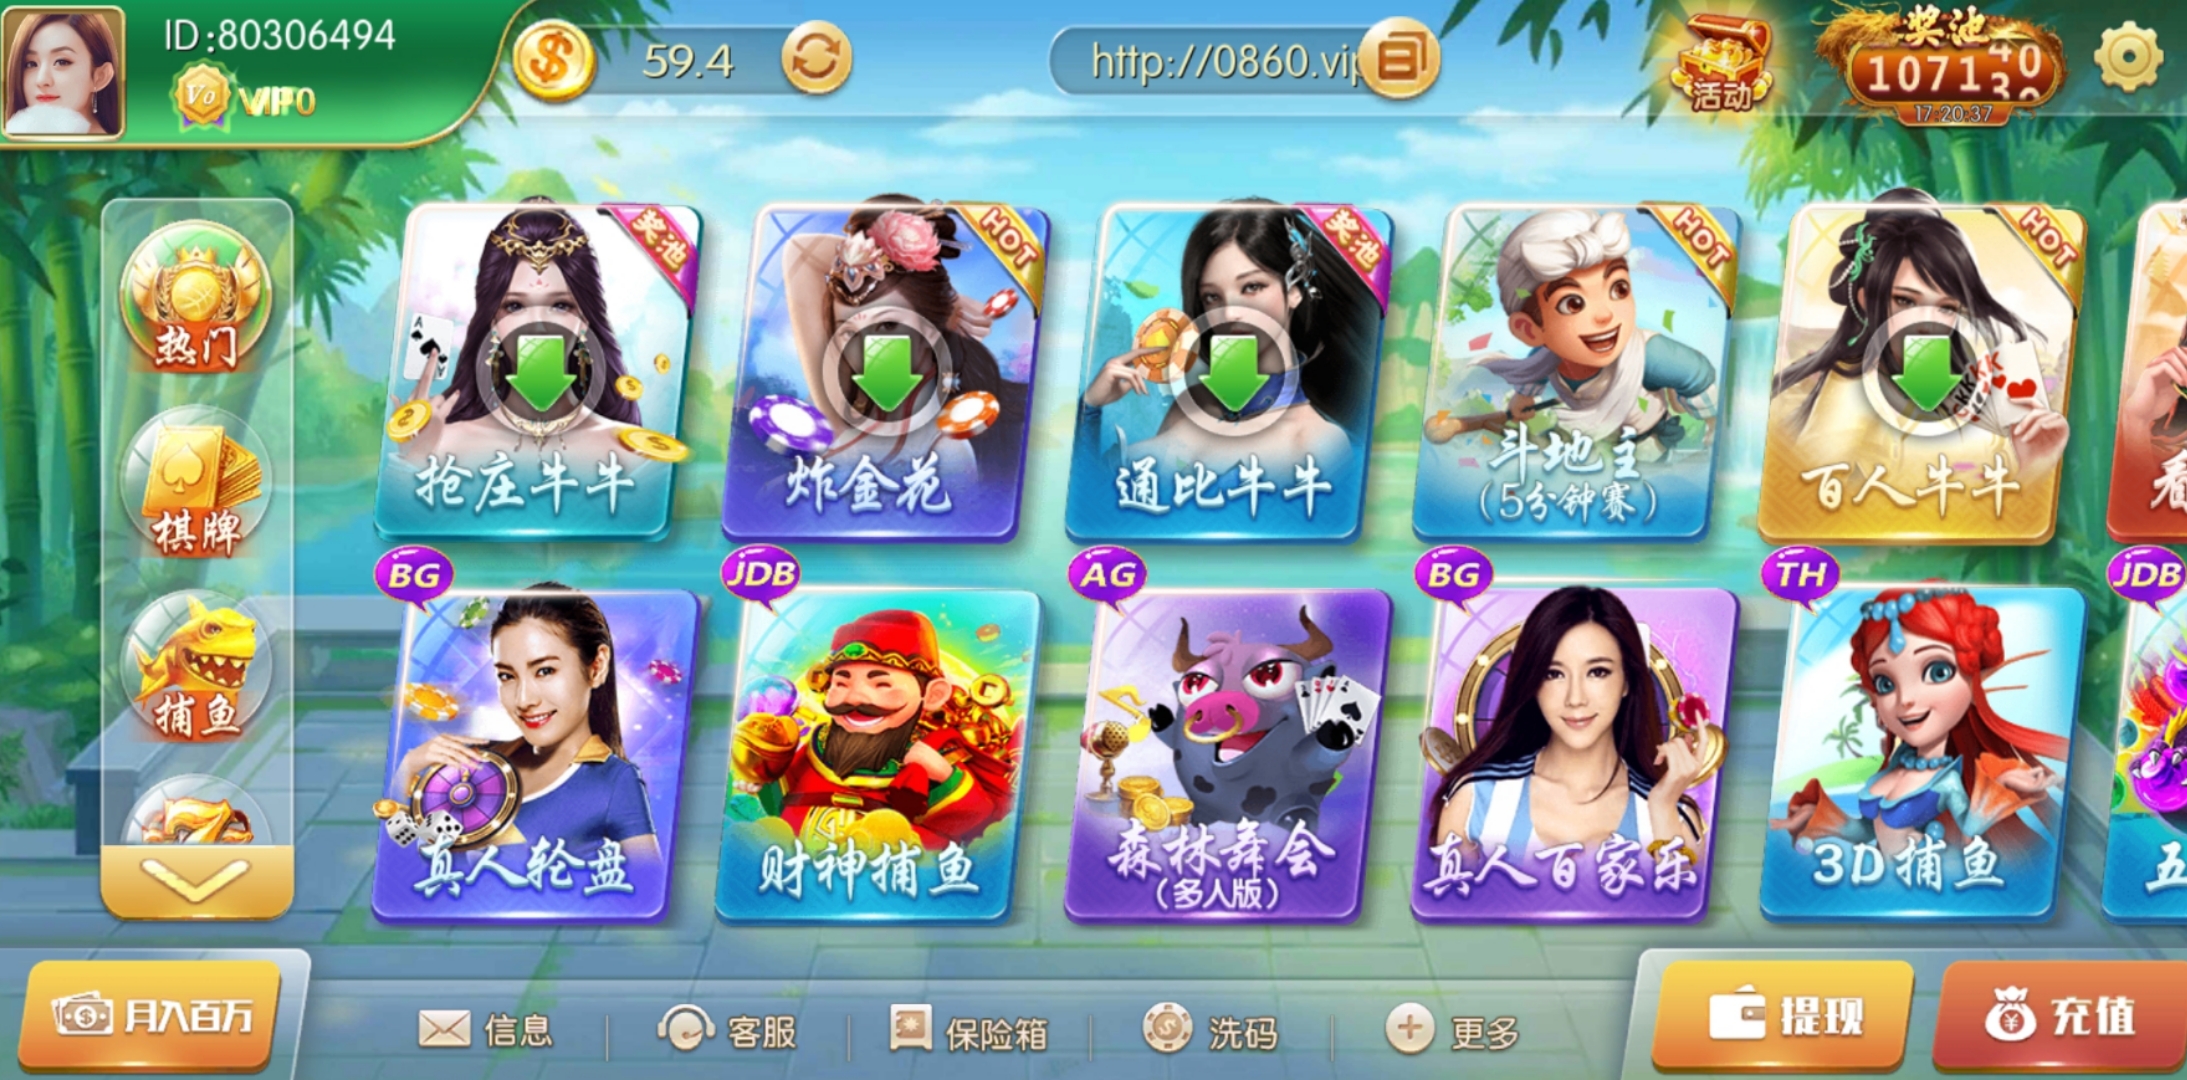 ID:80306494
VIP0
V0
59.4
http://0860.vip
活动
奖池
1071
17:20:37
热门
棋牌
捕鱼
奖池
抢庄牛牛
HOT
炸金花
奖池
通比牛牛
HOT
斗地主
(5分钟赛)
HOT
百人牛牛
看
BG
真人轮盘
JDB
财神捕鱼
AG
森林舞会
(多人版)
BG
真人百家乐
TH
3D捕鱼
JDB
五
月入百万
信息
客服
保险箱
洗码
更多
提现
充值